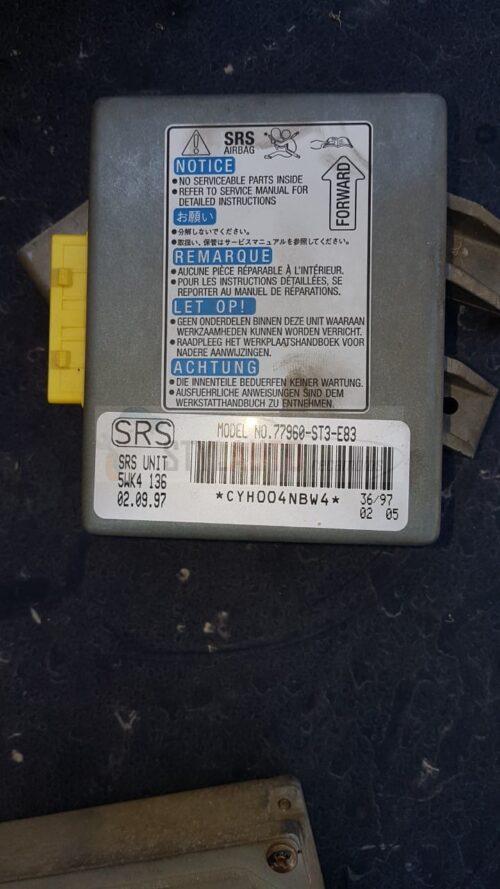 SRS
AIRBAG
NOTICE
● NO SERVICEABLE PARTS INSIDE
● REFER TO SERVICE MANUAL FOR
DETAILED INSTRUCTIONS
FORWARD
お願い
●分解しないでください。
●取扱い、保管はサービスマニュアルを参照してください。
REMARQUE
● AUCUNE PIÈCE RÉPARABLE À L'INTÉRIEUR.
● POUR LES INSTRUCTIONS DÉTAILLÉES, SE
REPORTER AU MANUEL DE RÉPARATIONS.
LET OP!
● GEEN ONDERDELEN BINNEN DEZE UNIT WAARAAN
WERKZAAMHEDEN KUNNEN WORDEN VERRICHT.
● RAADPLEEG HET WERKPLAATSHANDBOEK VOOR
NADERE AANWIJZINGEN.
ACHTUNG
● DIE INNENTEILE BEDUERFEN KEINER WARTUNG.
● AUSFUEHRLICHE ANWEISUNGEN SIND DEM
WERKSTATTHANDBUCH ZU ENTNEHMEN.
SRS
MODEL NO.77960-ST3-E83
SRS UNIT
5WK4 136
02.09.97
*CYH004NBW4*
36/97
02 05